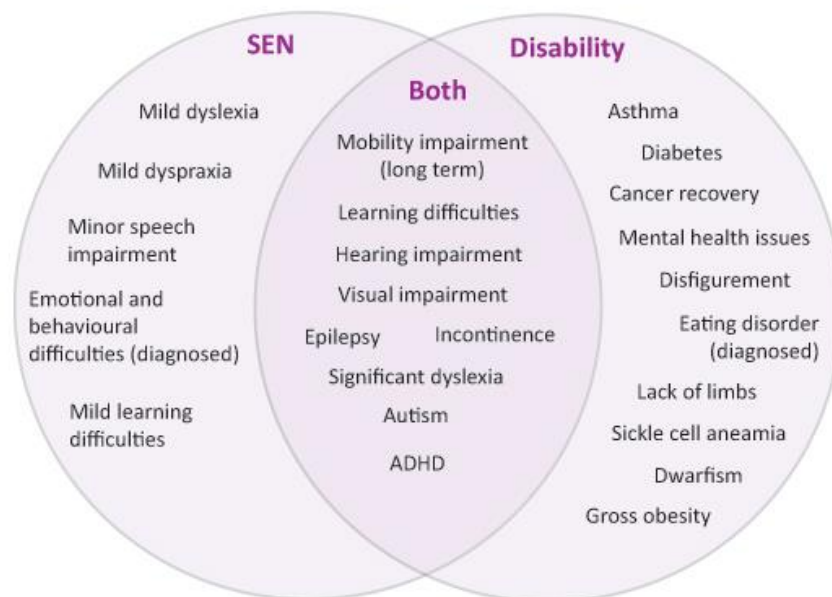 SEN
Mild dyslexia
Mild dyspraxia
Minor speech
impairment
Emotional and
behavioural
difficulties (diagnosed)
Mild learning
difficulties
Both
Mobility impairment
(long term)
Learning difficulties
Hearing impairment
Visual impairment
Epilepsy
Incontinence
Significant dyslexia
Autism
ADHD
Disability
Asthma
Diabetes
Cancer recovery
Mental health issues
Disfigurement
Eating disorder
(diagnosed)
Lack of limbs
Sickle cell aneamia
Dwarfism
Gross obesity